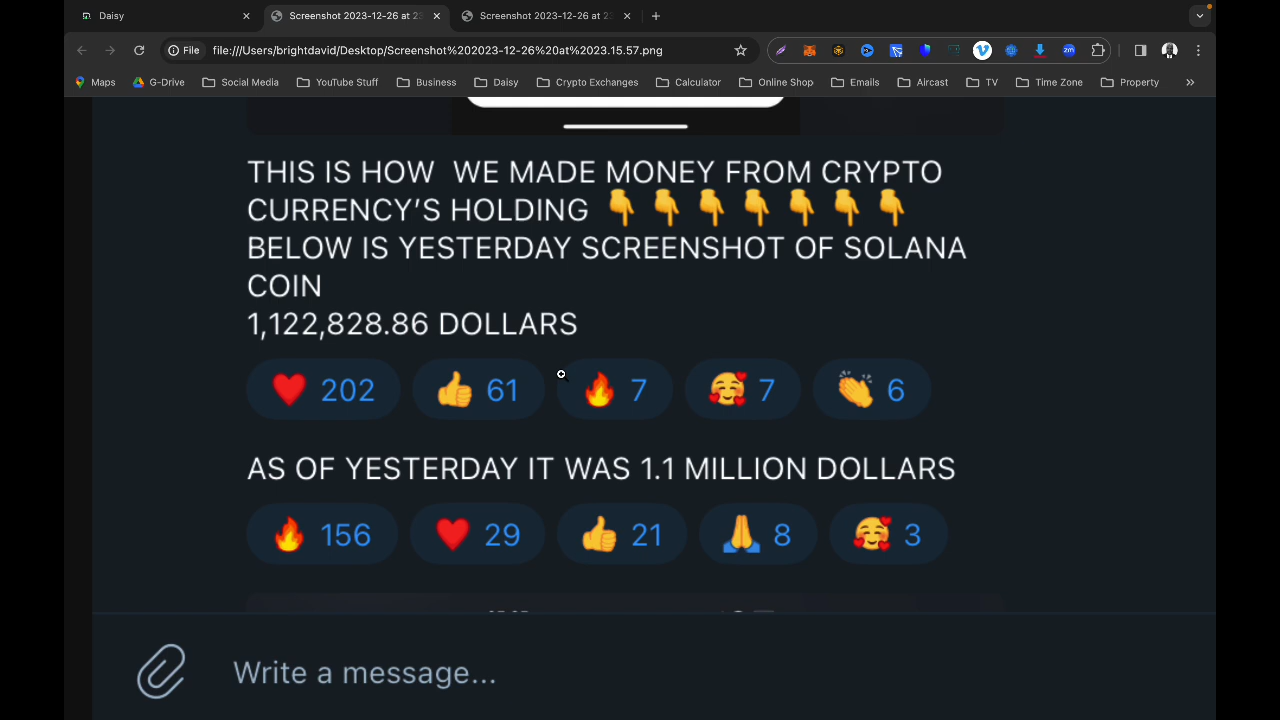 Daisy
Screenshot 2023-12-26 at 23
Screenshot 2023-12-26 at 23
File
file:///Users/brightdavid/Desktop/Screenshot%202023-12-26%20at%2023.15.57.png
Maps
G-Drive
Social Media
YouTube Stuff
Business
Daisy
Crypto Exchanges
Calculator
Online Shop
Emails
Aircast
TV
Time Zone
Property
THIS IS HOW WE MADE MONEY FROM CRYPTO
CURRENCY’S HOLDING 👇👇👇👇👇👇👇
BELOW IS YESTERDAY SCREENSHOT OF SOLANA
COIN
1,122,828.86 DOLLARS
❤️ 202 👍 61 🔥 7 🥰 7 👏 6
AS OF YESTERDAY IT WAS 1.1 MILLION DOLLARS
🔥 156 ❤️ 29 👍 21 🙏 8 🥰 3
Write a message...